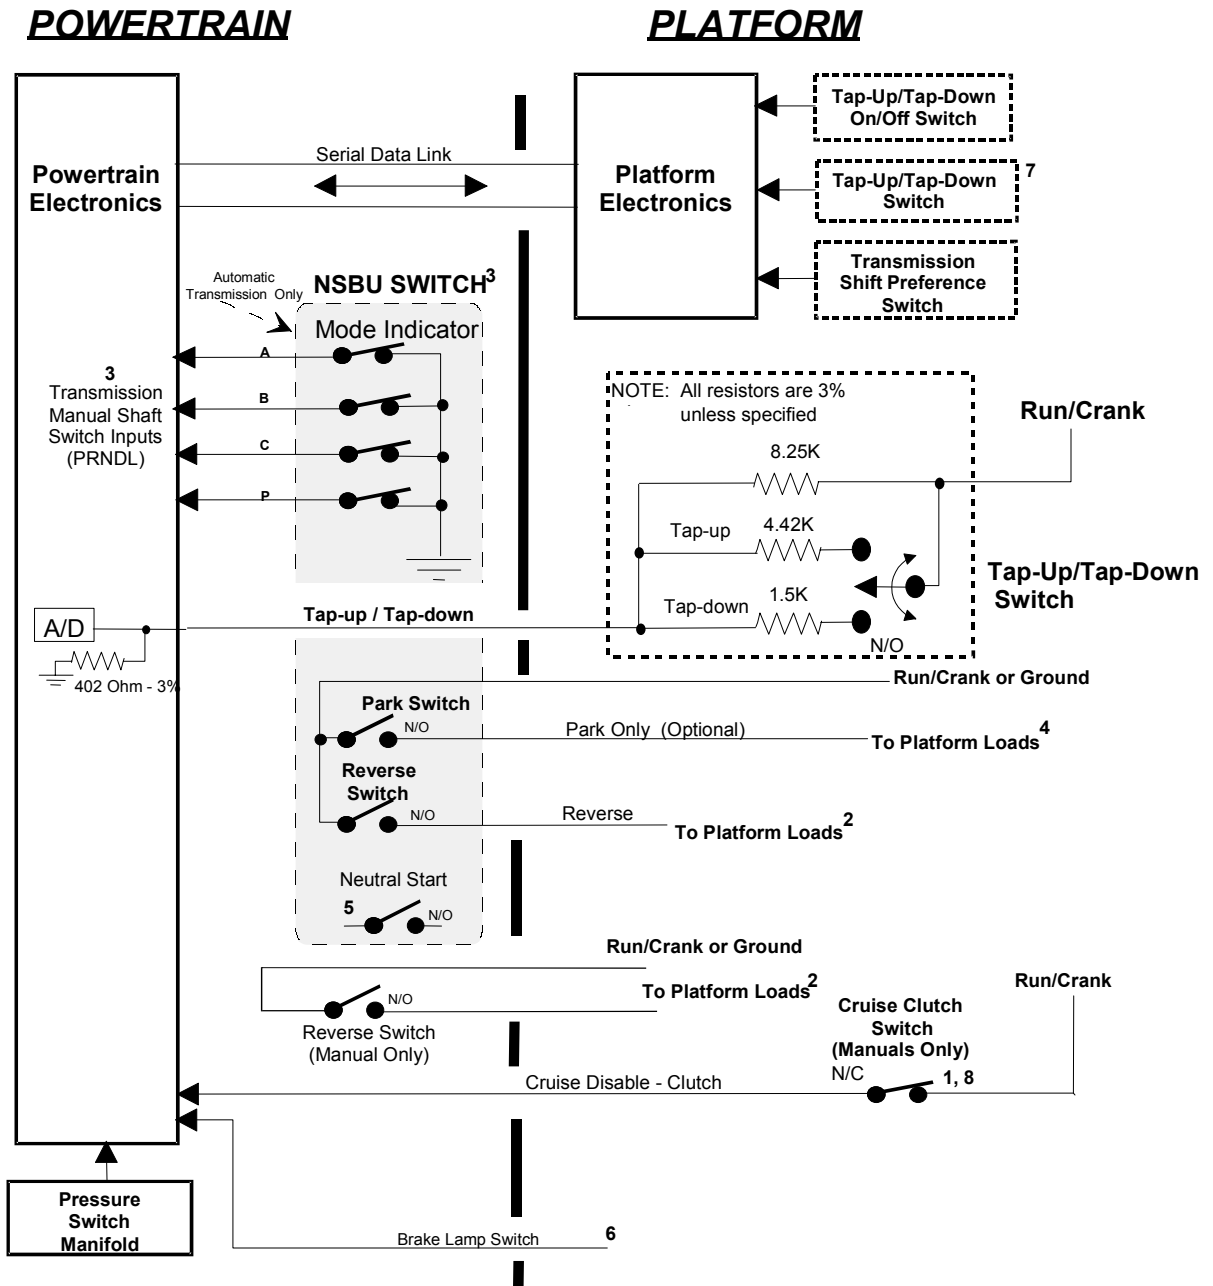 POWERTRAIN
PLATFORM
Powertrain
Electronics
Serial Data Link
Platform
Electronics
Tap-Up/Tap-Down
On/Off Switch
Tap-Up/Tap-Down
Switch
7
Transmission
Shift Preference
Switch
Automatic
Transmission Only
NSBU SWITCH3
Mode Indicator
A
B
C
P
3
Transmission
Manual Shaft
Switch Inputs
(PRNDL)
NOTE: All resistors are 3%
unless specified
Run/Crank
8.25K
Tap-up
4.42K
Tap-down
1.5K
N/O
Tap-Up/Tap-Down
Switch
A/D
402 Ohm - 3%
Tap-up / Tap-down
Run/Crank or Ground
Park Switch
N/O
Park Only (Optional)
To Platform Loads4
Reverse
Switch
N/O
Reverse
To Platform Loads2
Neutral Start
5
N/O
Run/Crank or Ground
To Platform Loads2
N/O
Reverse Switch
(Manual Only)
Run/Crank
Cruise Clutch
Switch
(Manuals Only)
N/C
1, 8
Cruise Disable - Clutch
Pressure
Switch
Manifold
Brake Lamp Switch
6